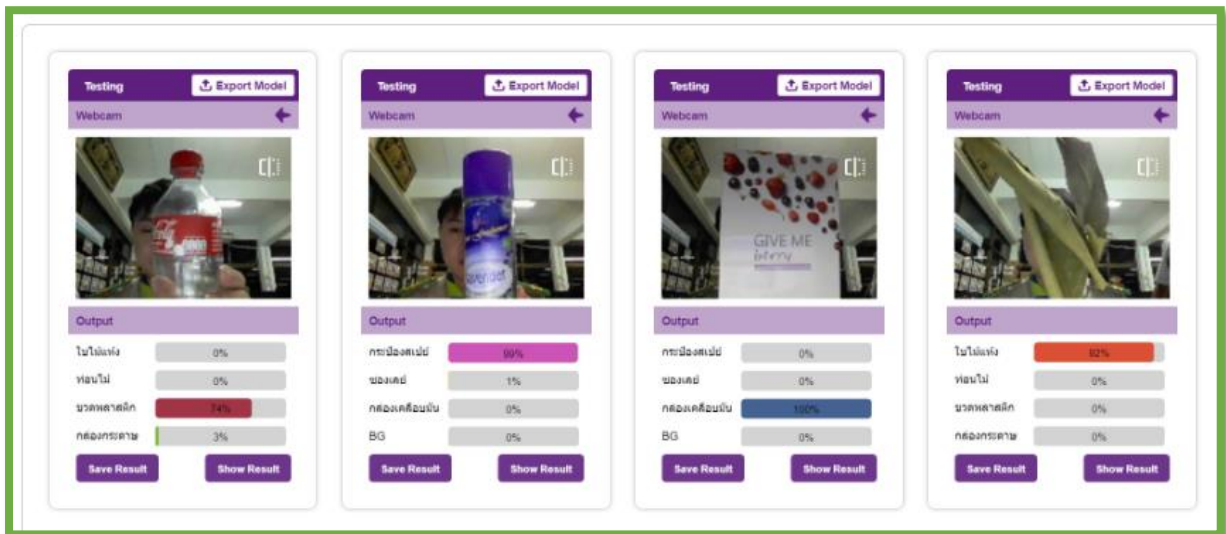 Testing
Export Model
Webcam
Output
ใบไม้แห้ง 0%
ท่อนไม้ 0%
ขวดพลาสติก 74%
กล่องกระดาษ 3%
Save Result
Show Result
Testing
Export Model
Webcam
lavender
Output
กระป๋องสเปย์ 99%
ซองเคย์ 1%
กล่องเคลือบมัน 0%
BG 0%
Save Result
Show Result
Testing
Export Model
Webcam
GIVE ME
berry
Output
กระป๋องสเปย์ 0%
ซองเคย์ 0%
กล่องเคลือบมัน 100%
BG 0%
Save Result
Show Result
Testing
Export Model
Webcam
Output
ใบไม้แห้ง 92%
ท่อนไม้ 0%
ขวดพลาสติก 0%
กล่องกระดาษ 0%
Save Result
Show Result